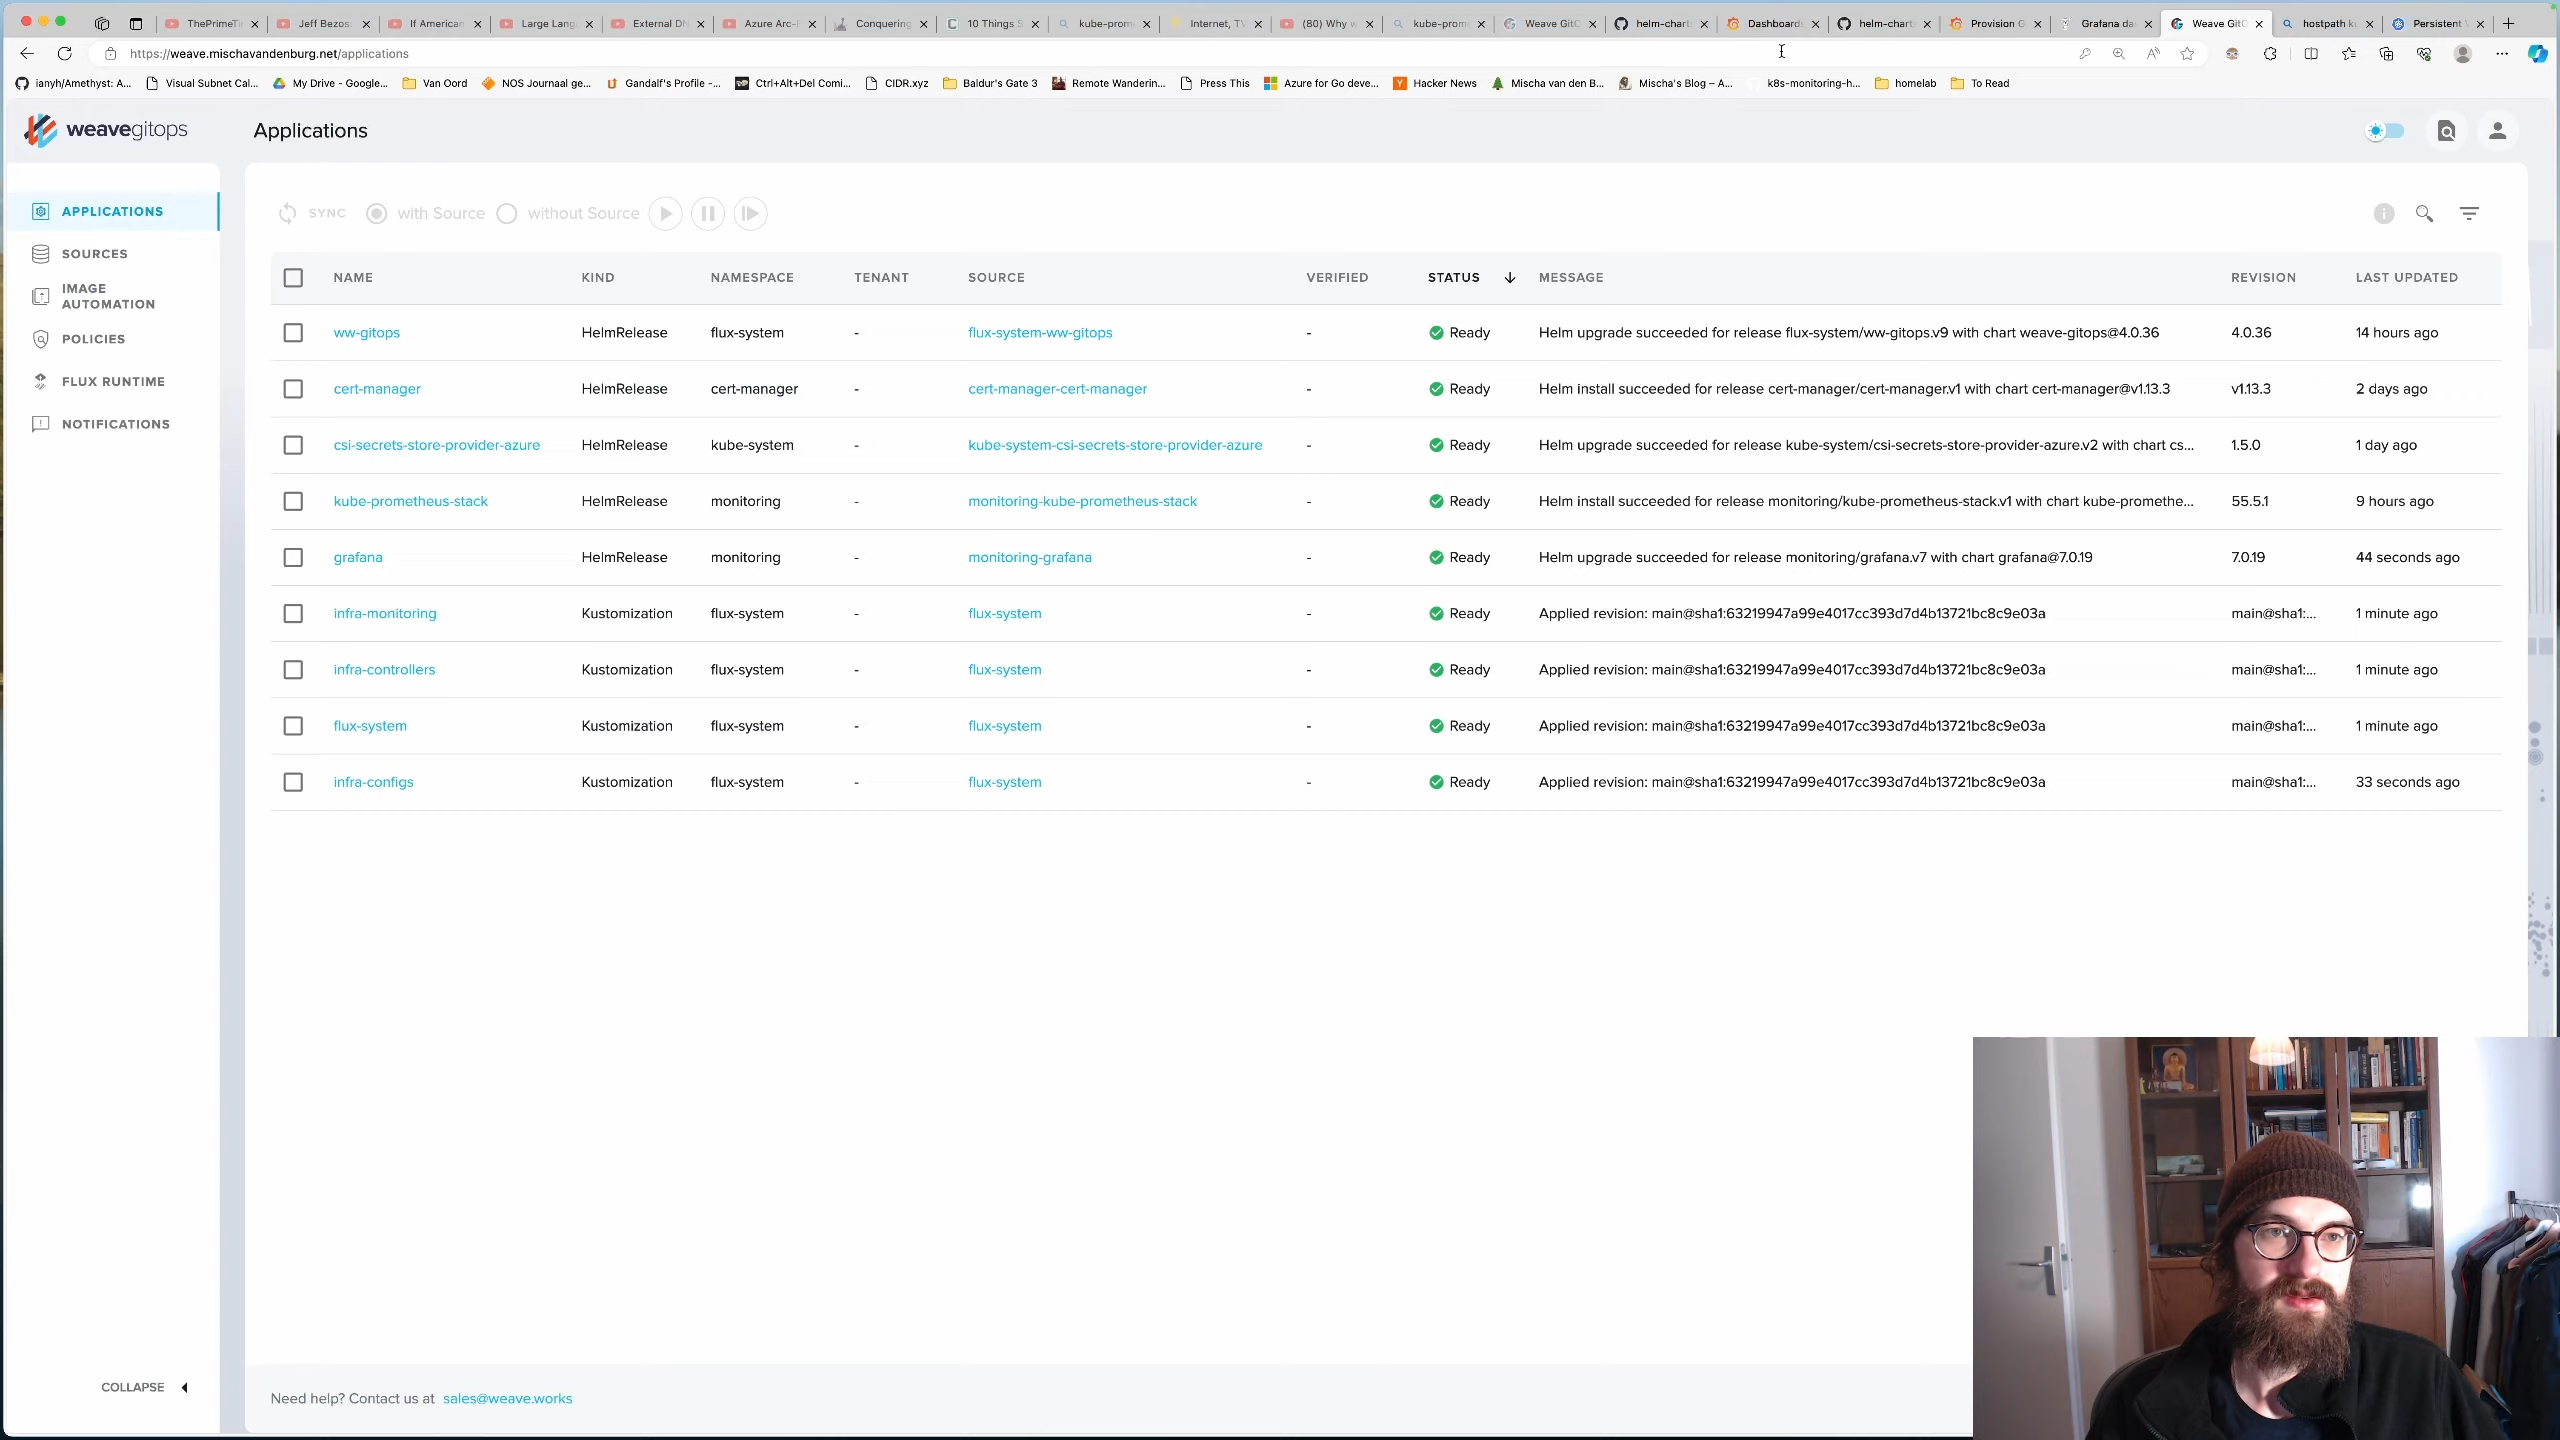 ThePrimeTi
Jeff Bezos:
If American
Large Lang
External DN
Azure Arc-
Conquering
10 Things S
kube-prom
Internet, TV
(80) Why w
kube-prom
Weave GitO
helm-chart
Dashboards
helm-chart
Provision G
Grafana das
Weave GitO
hostpath ku
Persistent V
https://weave.mischavandenburg.net/applications
ianyh/Amethyst: A...
Visual Subnet Cal...
My Drive - Google...
Van Oord
NOS Journaal ge...
Gandalf's Profile -...
Ctrl+Alt+Del Comi...
CIDR.xyz
Baldur's Gate 3
Remote Wanderin...
Press This
Azure for Go deve...
Hacker News
Mischa van den B...
Mischa's Blog – A...
k8s-monitoring-h...
homelab
To Read
weavegitops
Applications
APPLICATIONS
SOURCES
IMAGE
AUTOMATION
POLICIES
FLUX RUNTIME
NOTIFICATIONS
SYNC with Source without Source
NAME KIND NAMESPACE TENANT SOURCE VERIFIED STATUS MESSAGE REVISION LAST UPDATED
ww-gitops HelmRelease flux-system - flux-system-ww-gitops - Ready Helm upgrade succeeded for release flux-system/ww-gitops.v9 with chart weave-gitops@4.0.36 4.0.36 14 hours ago
cert-manager HelmRelease cert-manager - cert-manager-cert-manager - Ready Helm install succeeded for release cert-manager/cert-manager.v1 with chart cert-manager@v1.13.3 v1.13.3 2 days ago
csi-secrets-store-provider-azure HelmRelease kube-system - kube-system-csi-secrets-store-provider-azure - Ready Helm upgrade succeeded for release kube-system/csi-secrets-store-provider-azure.v2 with chart cs... 1.5.0 1 day ago
kube-prometheus-stack HelmRelease monitoring - monitoring-kube-prometheus-stack - Ready Helm install succeeded for release monitoring/kube-prometheus-stack.v1 with chart kube-promethe... 55.5.1 9 hours ago
grafana HelmRelease monitoring - monitoring-grafana - Ready Helm upgrade succeeded for release monitoring/grafana.v7 with chart grafana@7.0.19 7.0.19 44 seconds ago
infra-monitoring Kustomization flux-system - flux-system - Ready Applied revision: main@sha1:63219947a99e4017cc393d7d4b13721bc8c9e03a main@sha1:... 1 minute ago
infra-controllers Kustomization flux-system - flux-system - Ready Applied revision: main@sha1:63219947a99e4017cc393d7d4b13721bc8c9e03a main@sha1:... 1 minute ago
flux-system Kustomization flux-system - flux-system - Ready Applied revision: main@sha1:63219947a99e4017cc393d7d4b13721bc8c9e03a main@sha1:... 1 minute ago
infra-configs Kustomization flux-system - flux-system - Ready Applied revision: main@sha1:63219947a99e4017cc393d7d4b13721bc8c9e03a main@sha1:... 33 seconds ago
COLLAPSE
Need help? Contact us at sales@weave.works